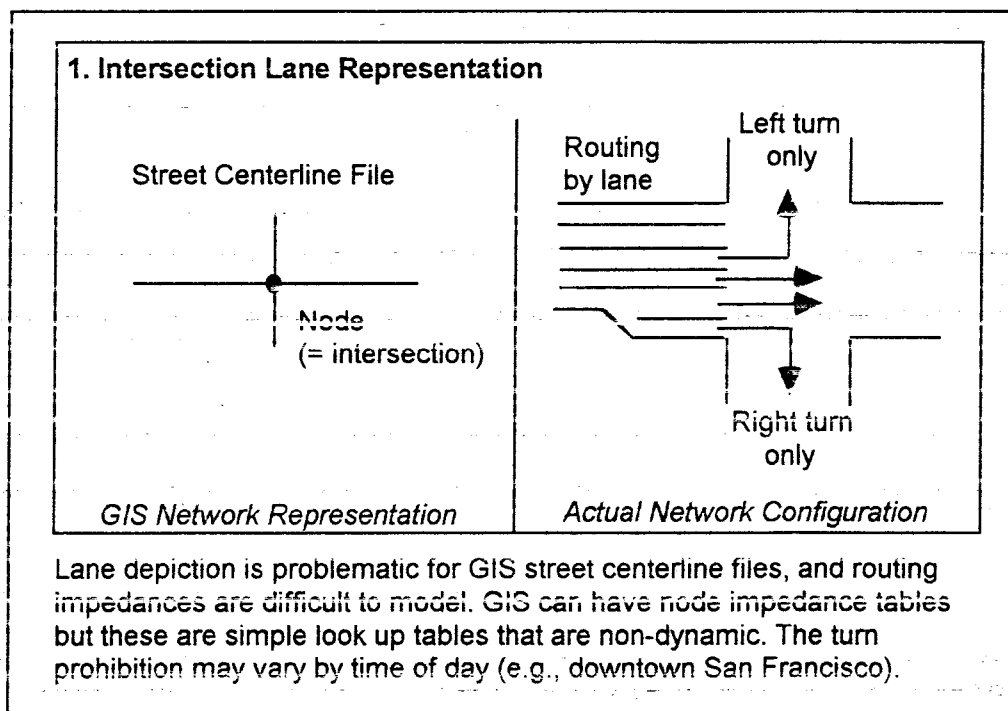 1. Intersection Lane Representation
Street Centerline File
Node
(= intersection)
GIS Network Representation
Routing
by lane
Left turn
only
Right turn
only
Actual Network Configuration
Lane depiction is problematic for GIS street centerline files, and routing
impedances are difficult to model. GIS can have node impedance tables
but these are simple look up tables that are non-dynamic. The turn
prohibition may vary by time of day (e.g., downtown San Francisco).